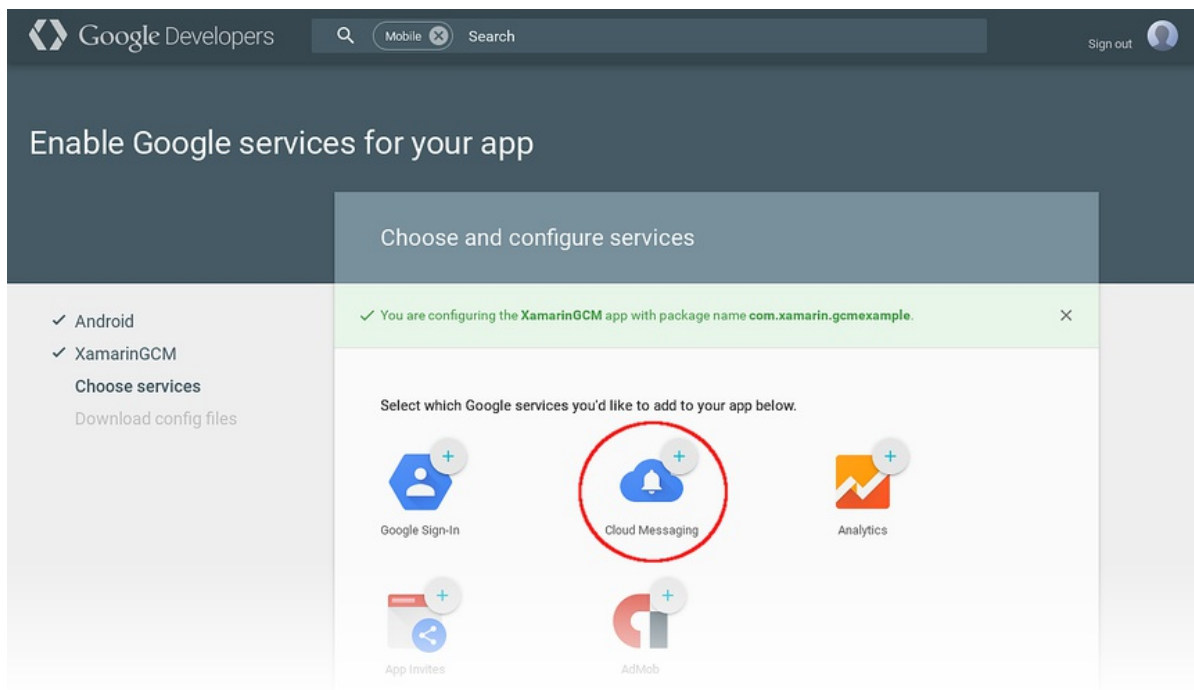 Google Developers
Mobile
Search
Sign out
Enable Google services for your app
Choose and configure services
Android
XamarinGCM
Choose services
Download config files
You are configuring the XamarinGCM app with package name com.xamarin.gcmexample.
Select which Google services you'd like to add to your app below.
Google Sign-In
Cloud Messaging
Analytics
App Invites
AdMob